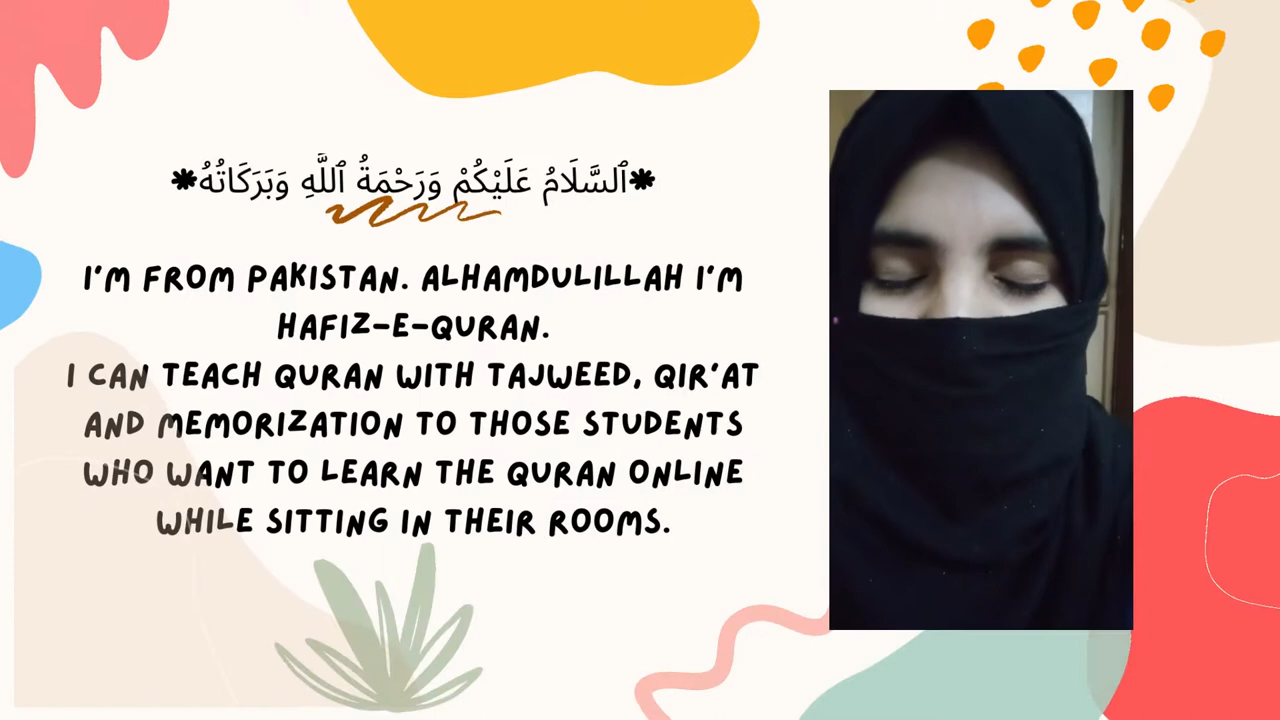 *ٱلسَّلَامُ عَلَيْكُمْ وَرَحْمَةُ ٱللَّهِ وَبَرَكَاتُهُ*
I'M FROM PAKISTAN. ALHAMDULILLAH I'M
HAFIZ-E-QURAN.
I CAN TEACH QURAN WITH TAJWEED, QIR'AT
AND MEMORIZATION TO THOSE STUDENTS
WHO WANT TO LEARN THE QURAN ONLINE
WHILE SITTING IN THEIR ROOMS.